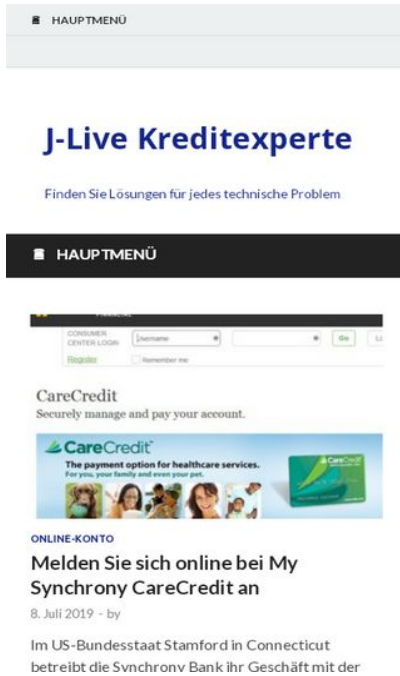 HAUPTMENÜ
J-Live Kreditexperte
Finden Sie Lösungen für jedes technische Problem
HAUPTMENÜ
CONSUMER
CENTER LOGIN
Username
Go
Register
Remember me
CareCredit
Securely manage and pay your account.
CareCredit
The payment option for healthcare services.
For you, your family and even your pet.
CareCredit
ONLINE-KONTO
Melden Sie sich online bei My
Synchrony CareCredit an
8. Juli 2019 - by
Im US-Bundesstaat Stamford in Connecticut
betreibt die Synchrony Bank ihr Geschäft mit der